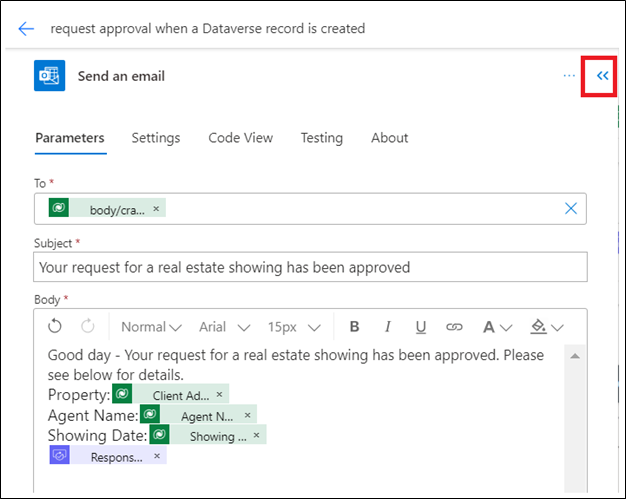 request approval when a Dataverse record is created
Send an email
Parameters Settings Code View Testing About
To *
body/cra... ×
Subject *
Your request for a real estate showing has been approved
Body *
Normal Arial 15px B I U A
Good day - Your request for a real estate showing has been approved. Please
see below for details.
Property: Client Ad... ×
Agent Name: Agent N... ×
Showing Date: Showing ... ×
Respons... ×